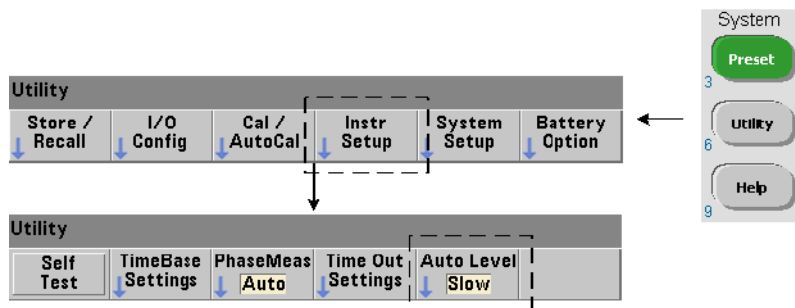 System
Preset
3
Utility
6
Help
9
Utility
Store /
Recall
I/O
Config
Cal /
AutoCal
Instr
Setup
System
Setup
Battery
Option
Utility
Self
Test
TimeBase
Settings
PhaseMeas
Auto
Time Out
Settings
Auto Level
Slow